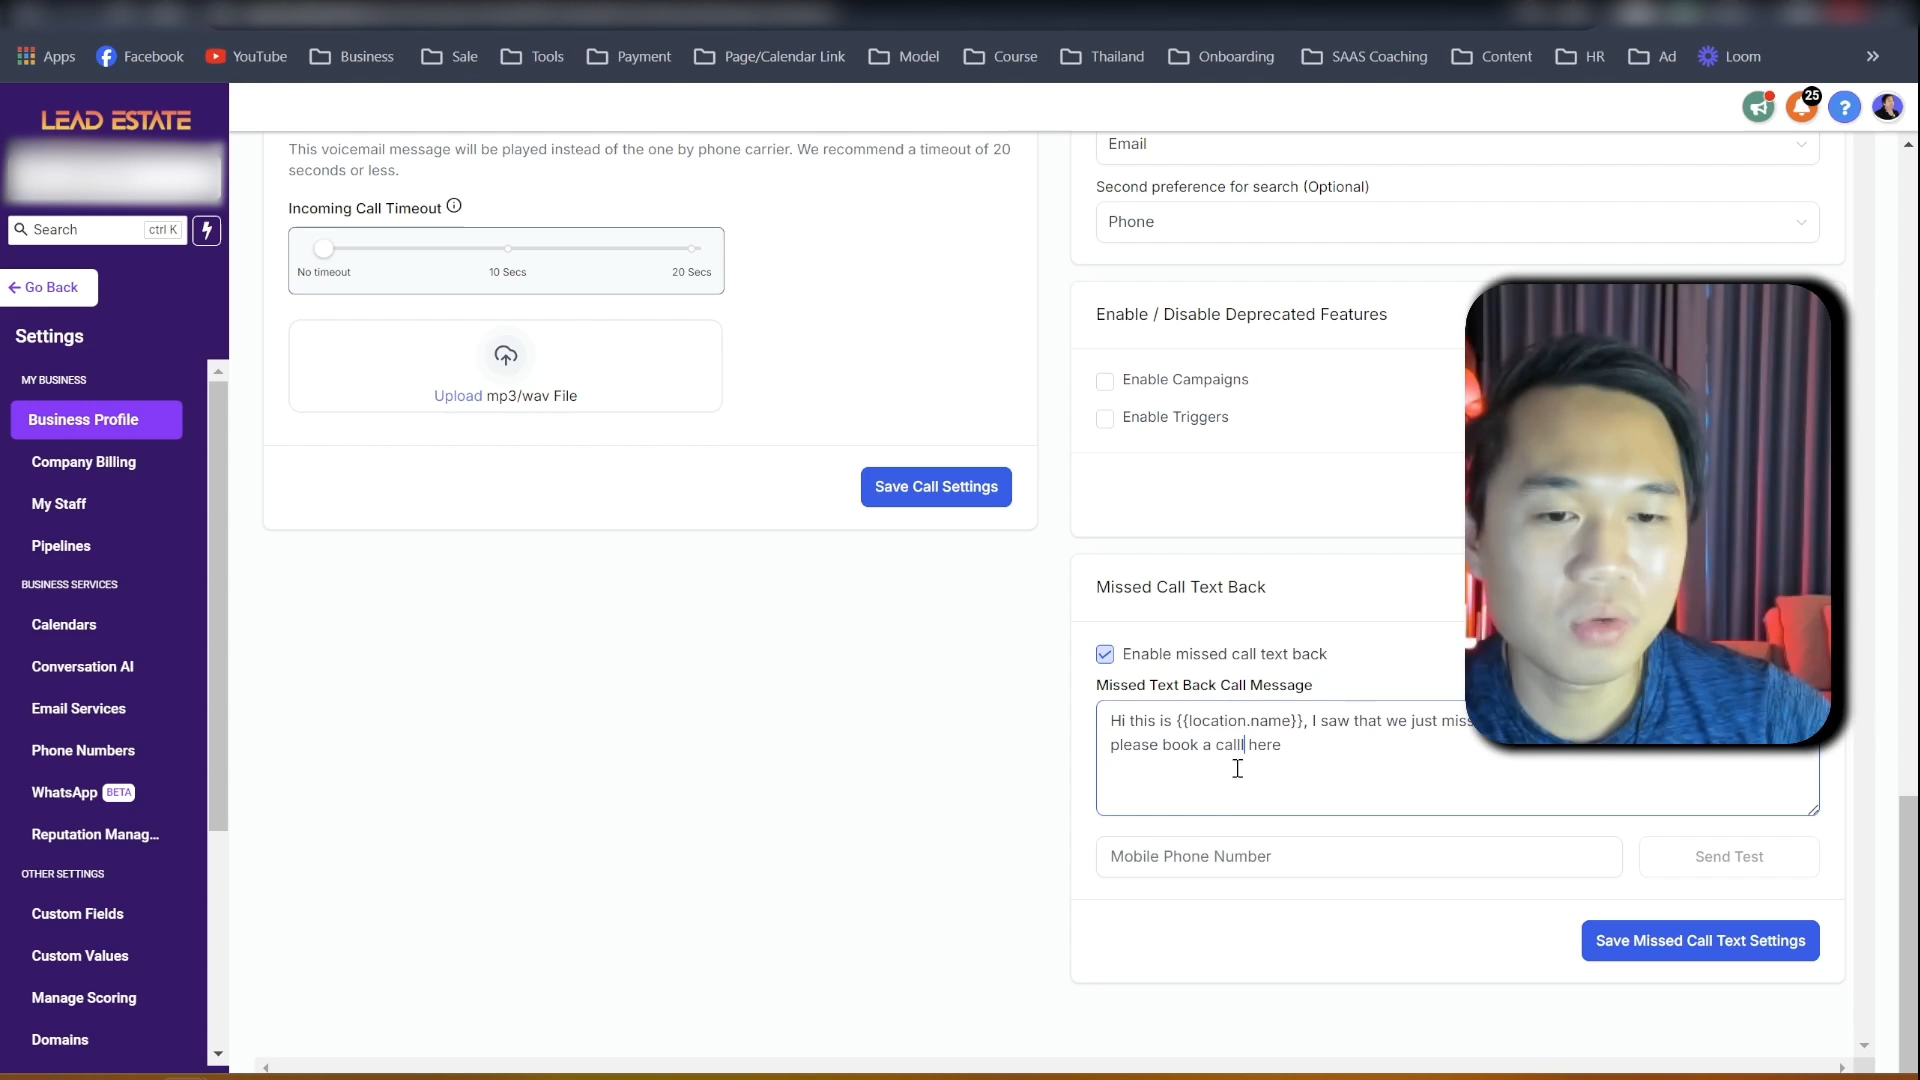 Apps
Facebook
YouTube
Business
Sale
Tools
Payment
Page/Calendar Link
Model
Course
Thailand
Onboarding
SAAS Coaching
Content
HR
Ad
Loom
»
LEAD ESTATE
25
?
Search
ctrl K
Go Back
Settings
MY BUSINESS
Business Profile
Company Billing
My Staff
Pipelines
BUSINESS SERVICES
Calendars
Conversation AI
Email Services
Phone Numbers
WhatsApp BETA
Reputation Manag...
OTHER SETTINGS
Custom Fields
Custom Values
Manage Scoring
Domains
This voicemail message will be played instead of the one by phone carrier. We recommend a timeout of 20
seconds or less.
Incoming Call Timeout
No timeout
10 Secs
20 Secs
Upload mp3/wav File
Save Call Settings
Email
Second preference for search (Optional)
Phone
Enable / Disable Deprecated Features
Enable Campaigns
Enable Triggers
Missed Call Text Back
Enable missed call text back
Missed Text Back Call Message
Hi this is {{location.name}}, I saw that we just miss
please book a call here
Mobile Phone Number
Send Test
Save Missed Call Text Settings